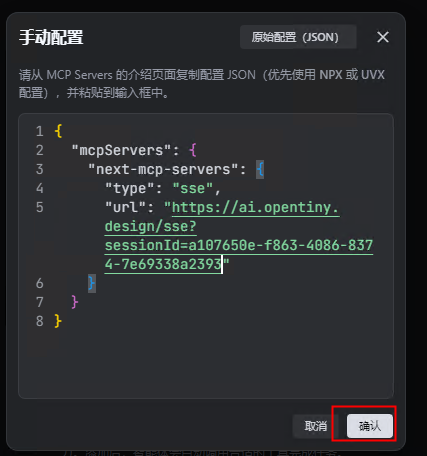 手动配置
原始配置（JSON）
请从 MCP Servers 的介绍页面复制配置 JSON（优先使用 NPX 或 UVX
配置），并粘贴到输入框中。
1 {
2 "mcpServers": {
3 "next-mcp-servers": {
4 "type": "sse",
5 "url": "https://ai.opentiny.
design/sse?
sessionId=a107650e-f863-4086-837
4-7e69338a2393"
6 }
7 }
8 }
取消
确认